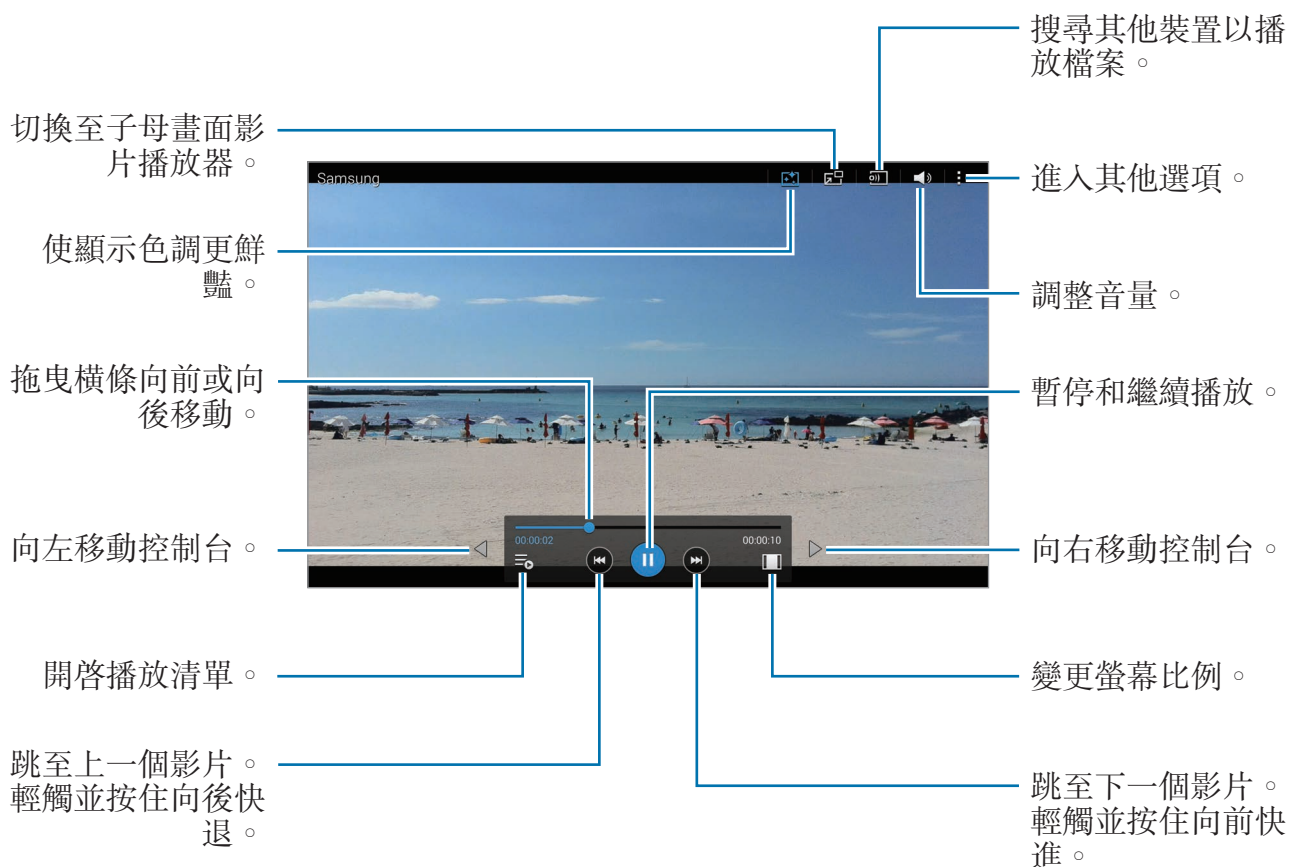 搜尋其他裝置以播
放檔案。
切換至子母畫面影
片播放器。
Samsung
進入其他選項。
使顯示色調更鮮
豔。
調整音量。
拖曳橫條向前或向
後移動。
暫停和繼續播放。
00:00:02
00:00:10
向左移動控制台。
向右移動控制台。
開啓播放清單。
變更螢幕比例。
跳至上一個影片。
輕觸並按住向後快
退。
跳至下一個影片。
輕觸並按住向前快
進。